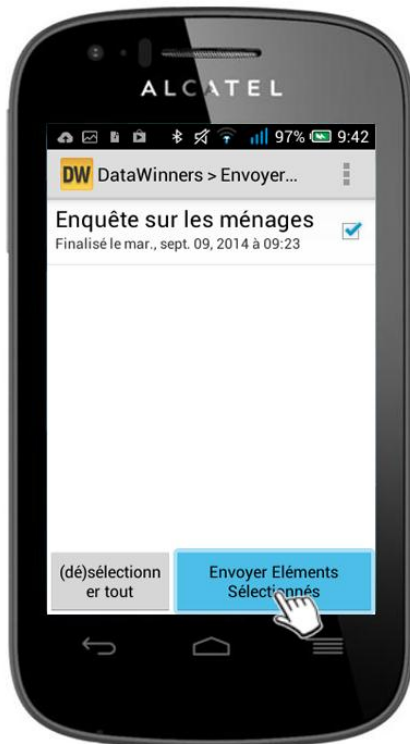 ALCATEL
97% 9:42
DW DataWinners > Envoyer...
Enquête sur les ménages
Finalisé le mar., sept. 09, 2014 à 09:23
(dé)sélectionn
er tout
Envoyer Eléments
Sélectionnés